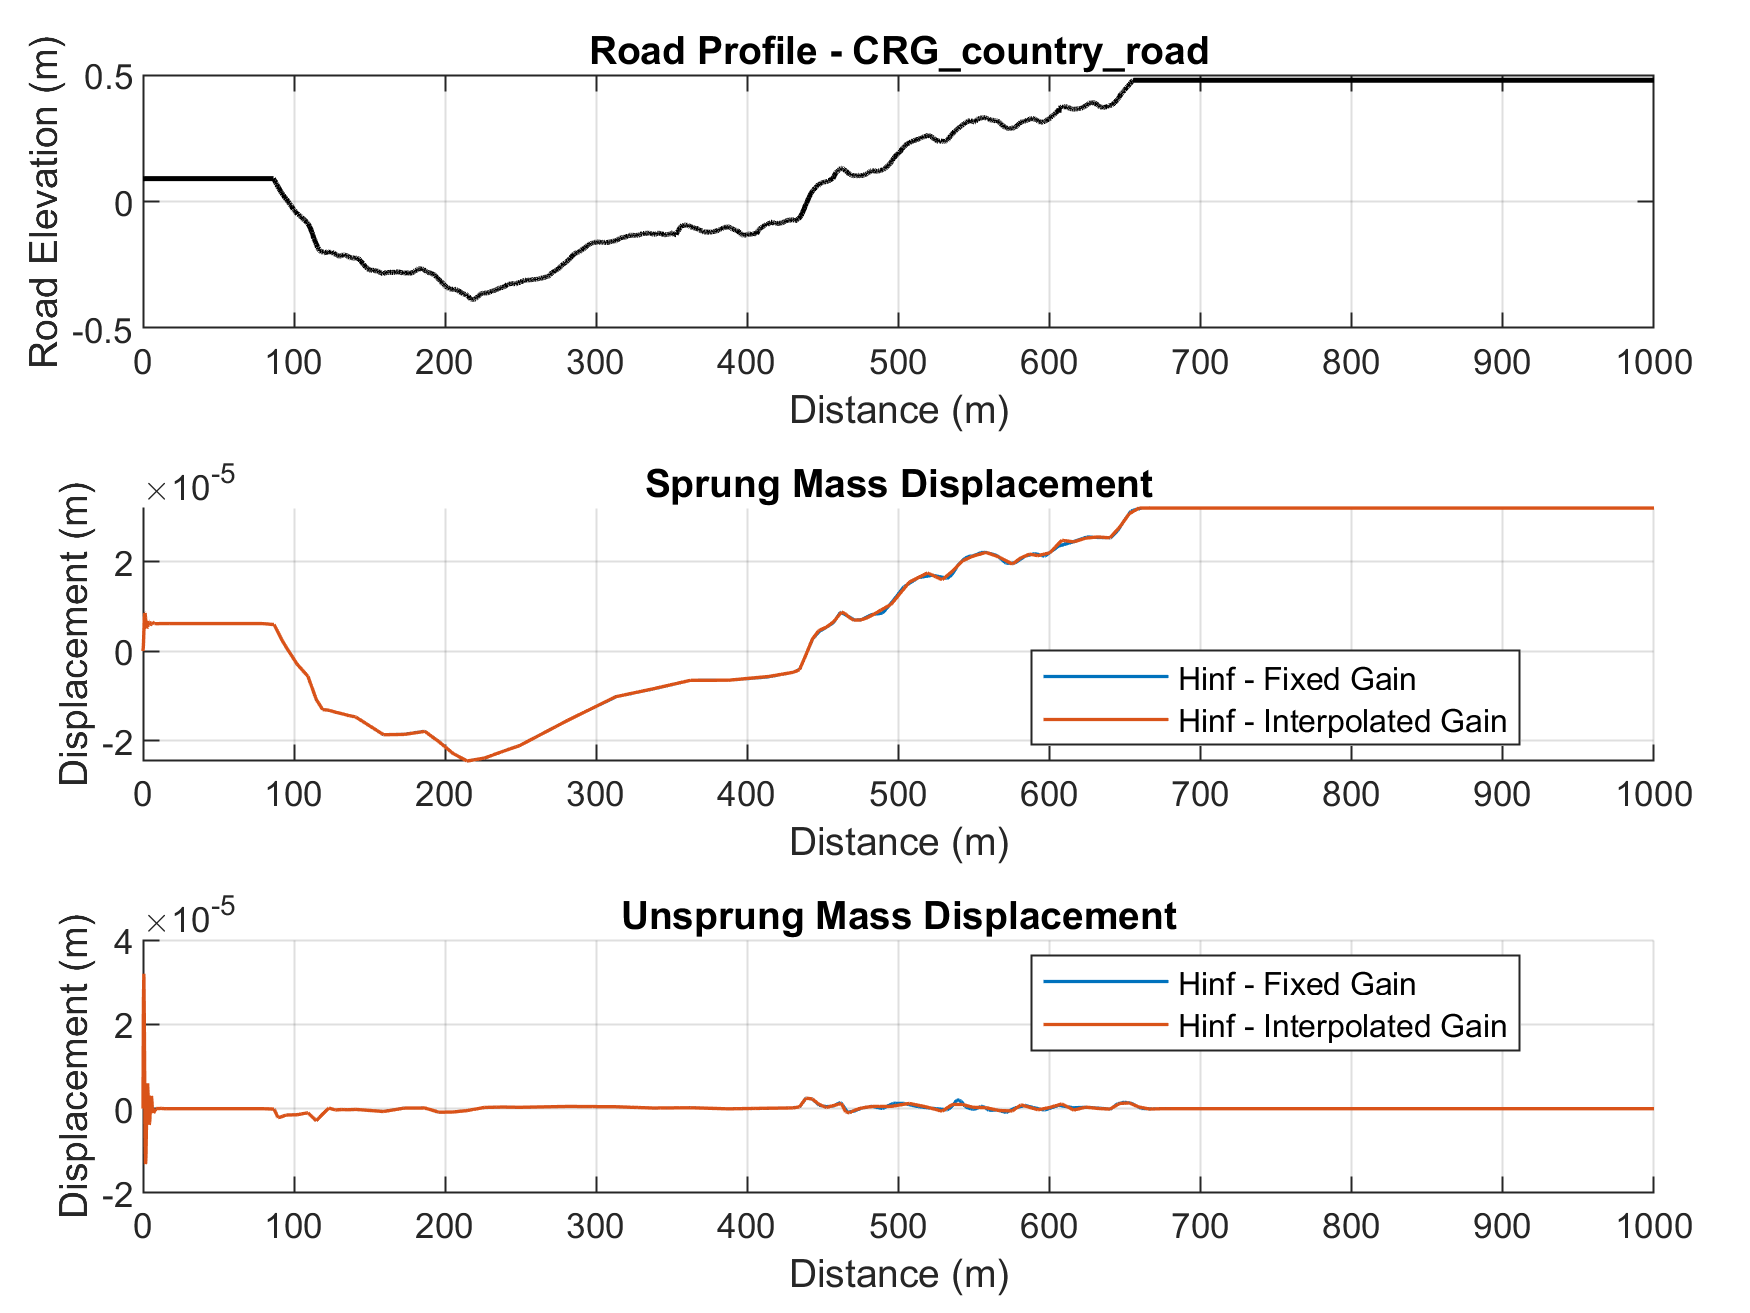 Road Profile - CRG_country_road
Road Elevation (m)
0.5
0
-0.5
0 100 200 300 400 500 600 700 800 900 1000
Distance (m)
×10-5
Sprung Mass Displacement
Displacement (m)
2
0
-2
Hinf - Fixed Gain
Hinf - Interpolated Gain
0 100 200 300 400 500 600 700 800 900 1000
Distance (m)
×10-5
Unsprung Mass Displacement
Displacement (m)
4
2
0
-2
Hinf - Fixed Gain
Hinf - Interpolated Gain
0 100 200 300 400 500 600 700 800 900 1000
Distance (m)